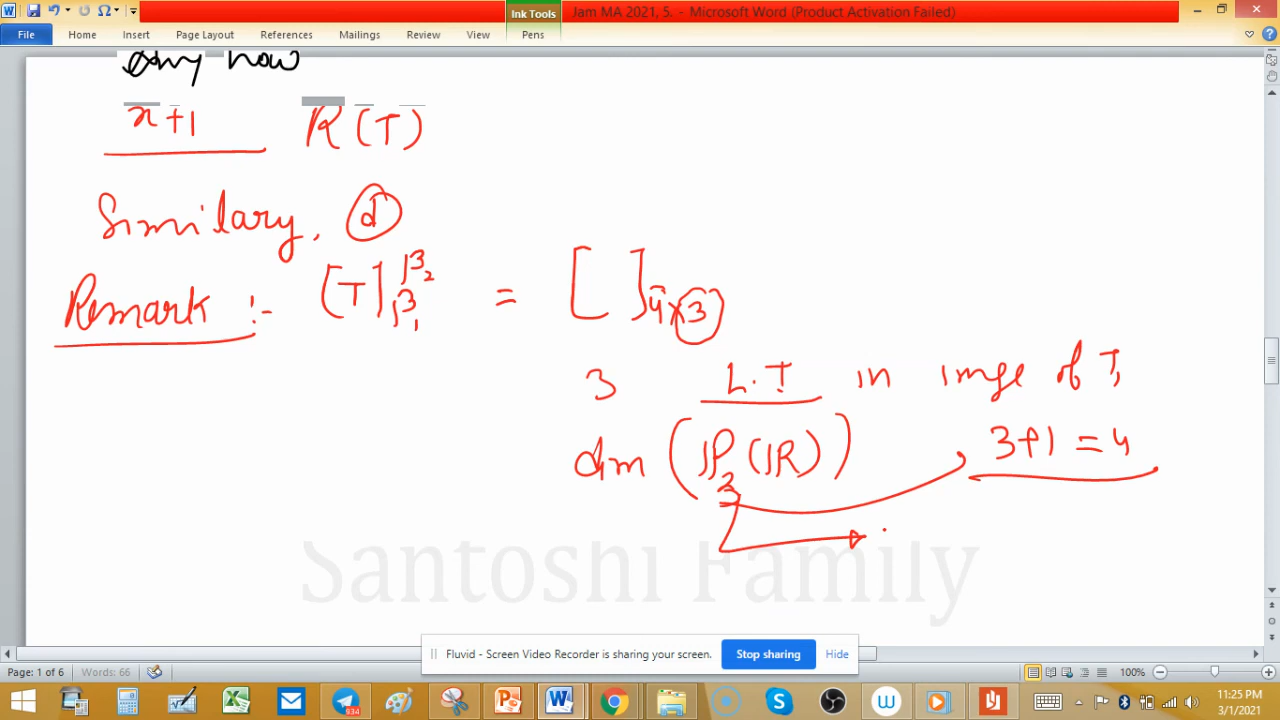 Jam MA 2021, 5. - Microsoft Word (Product Activation Failed)
Ink Tools
File Home Insert Page Layout References Mailings Review View Pens
any how
x+1 R(T)
Similary, d
Remark :- [T]β₁^β₂ = [ ]4×3
3 L.I in imge of T,
dim (P3(IR)) 3+1 = 4
Santoshi Family
Fluvid - Screen Video Recorder is sharing your screen. Stop sharing Hide
Page: 1 of 6 Words: 66 100%
934
11:25 PM
3/1/2021